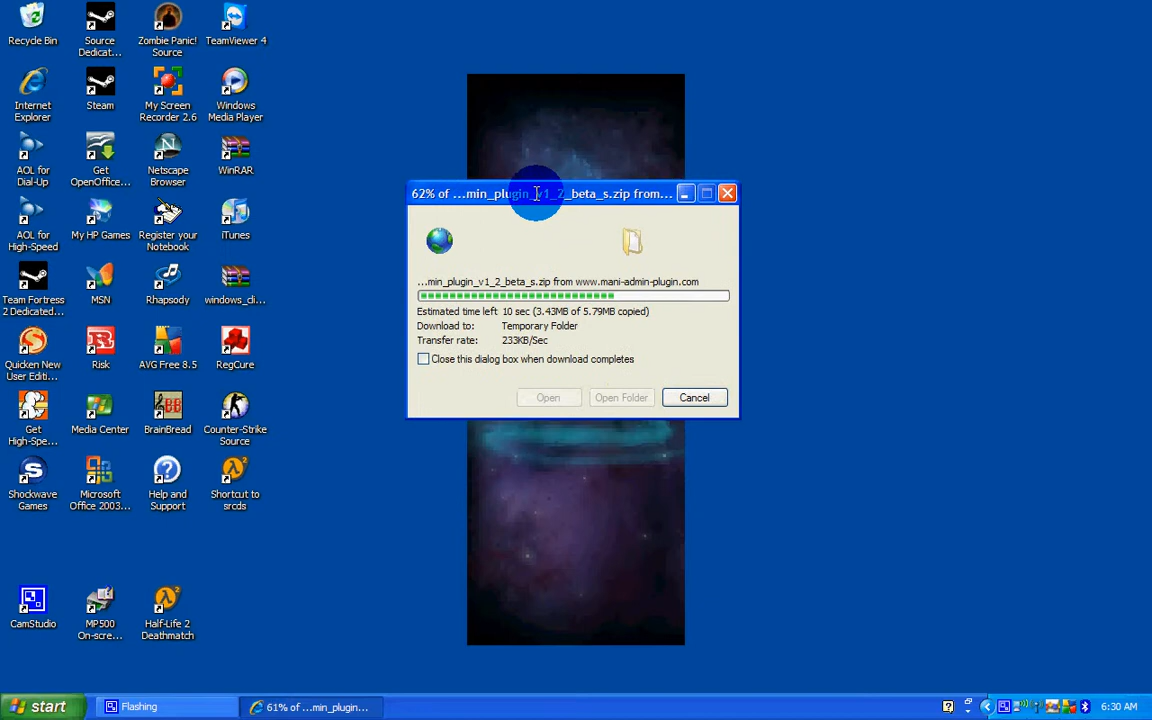 Recycle Bin
Source
Dedicat...
Zombie Panic!
Source
TeamViewer 4
Internet
Explorer
Steam
My Screen
Recorder 2.6
Windows
Media Player
AOL for
Dial-Up
Get
OpenOffice...
Netscape
Browser
WinRAR
AOL for
High-Speed
My HP Games
Register your
Notebook
iTunes
Team Fortress
2 Dedicated...
MSN
Rhapsody
windows_cli...
Quicken New
User Editi...
Risk
AVG Free 8.5
RegCure
Get
High-Spe...
Media Center
BrainBread
Counter-Strike
Source
Shockwave
Games
Microsoft
Office 2003...
Help and
Support
Shortcut to
srcds
CamStudio
MP500
On-scre...
Half-Life 2
Deathmatch
62% of ...min_plugin_v1_2_beta_s.zip from...
...min_plugin_v1_2_beta_s.zip from www.mani-admin-plugin.com
Estimated time left 10 sec (3.43MB of 5.79MB copied)
Download to: Temporary Folder
Transfer rate: 233KB/Sec
Close this dialog box when download completes
Open
Open Folder
Cancel
start
Flashing
61% of ...min_plugin...
6:30 AM